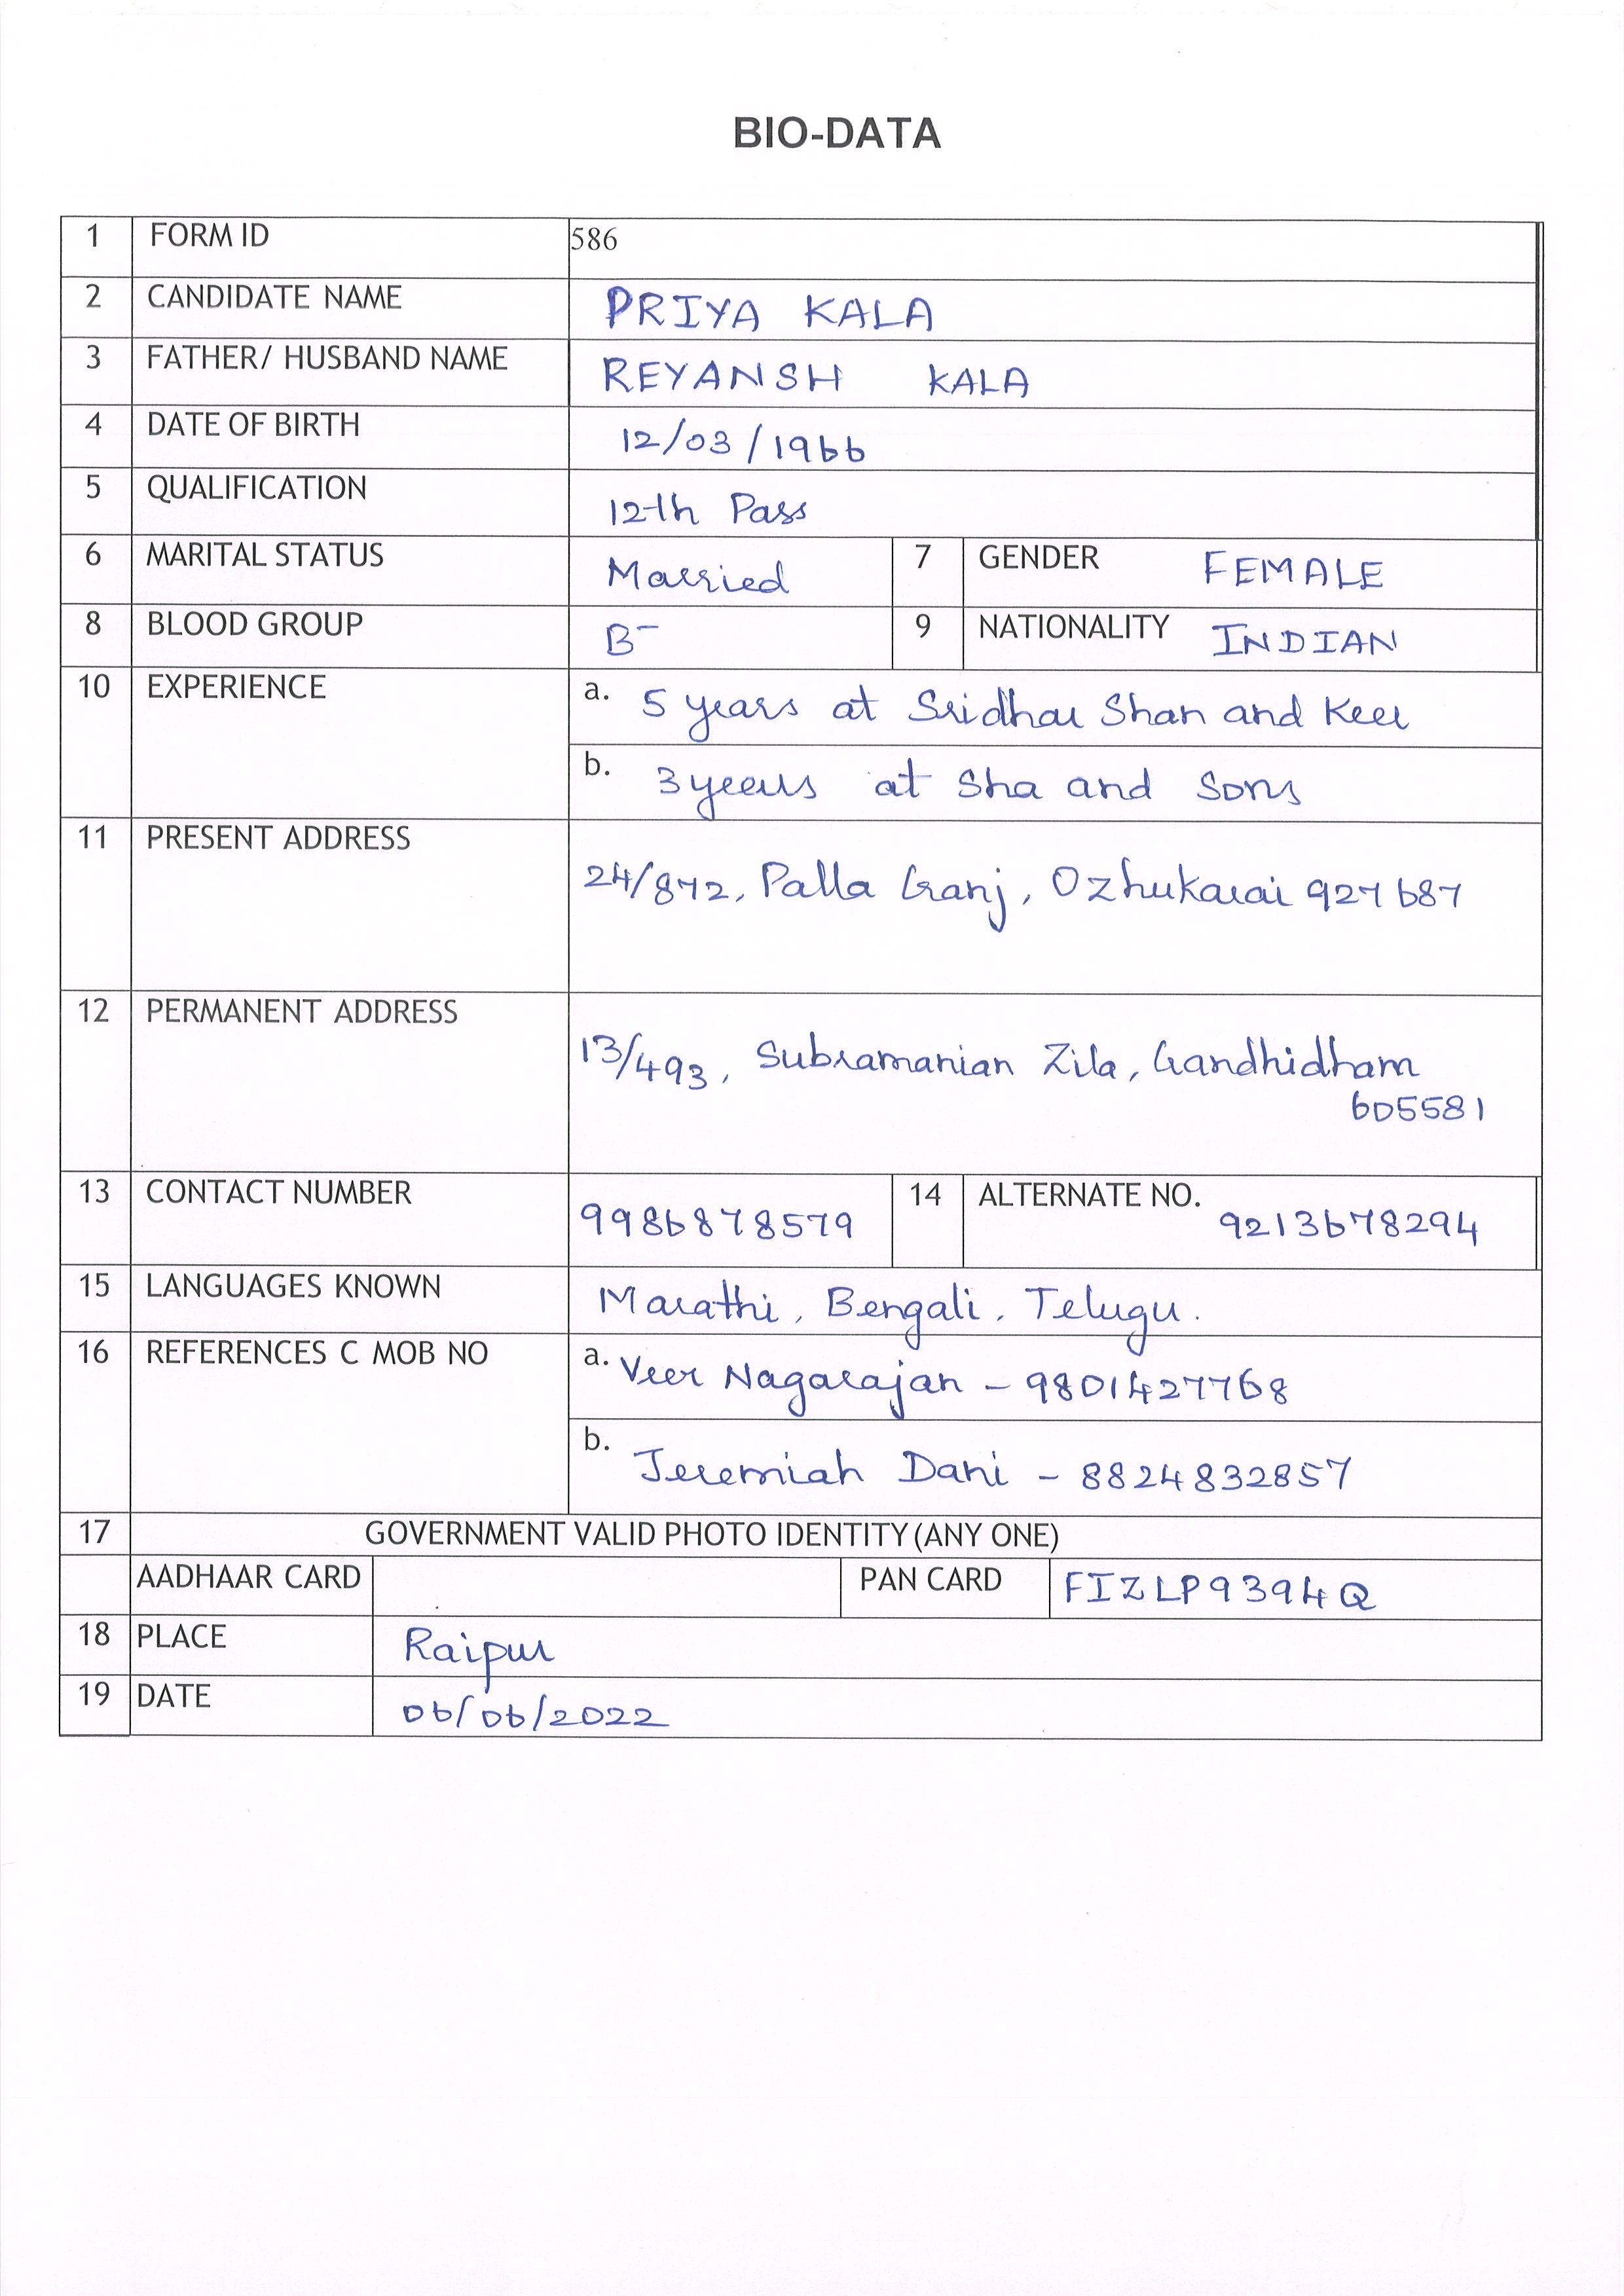 BIO-DATA
1 FORM ID 586
2 CANDIDATE NAME PRIYA KALA
3 FATHER/ HUSBAND NAME REYANSH KALA
4 DATE OF BIRTH 12/03/1966
5 QUALIFICATION 12th Pass
6 MARITAL STATUS Married 7 GENDER FEMALE
8 BLOOD GROUP B- 9 NATIONALITY INDIAN
10 EXPERIENCE a. 5 years at Sridhar Shan and Keer
b. 3 years at Sha and Sons
11 PRESENT ADDRESS
24/872, Palla Ganj, Ozhukarai 927687
12 PERMANENT ADDRESS
13/493, Subramanian Zila, Gandhidham
605581
13 CONTACT NUMBER 9986878579 14 ALTERNATE NO. 9213678294
15 LANGUAGES KNOWN Marathi, Bengali, Telugu.
16 REFERENCES C MOB NO a. Veer Nagarajan - 9801427768
b. Jeremiah Dani - 8824832857
17 GOVERNMENT VALID PHOTO IDENTITY (ANY ONE)
AADHAAR CARD PAN CARD FIZLP9394Q
18 PLACE Raipur
19 DATE 06/06/2022